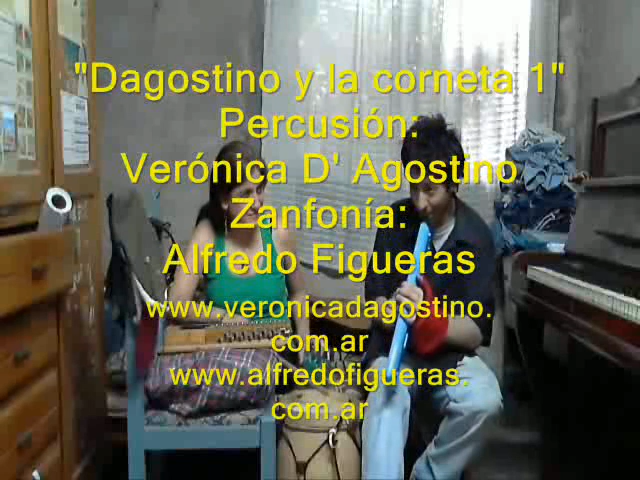 "Dagostino y la corneta 1"
Percusión:
Verónica D' Agostino
Zanfonía:
Alfredo Figueras
www.veronicadagostino.
com.ar
www.alfredofigueras.
com.ar